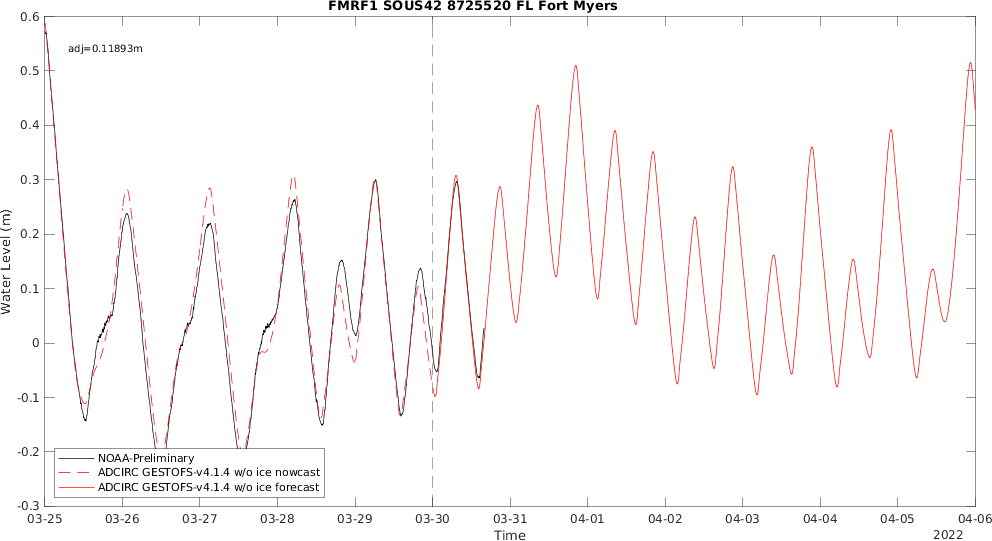 FMRF1 SOUS42 8725520 FL Fort Myers
adj=0.11893m
Water Level (m)
0.6
0.5
0.4
0.3
0.2
0.1
0
-0.1
-0.2
-0.3
NOAA-Preliminary
ADCIRC GESTOFS-v4.1.4 w/o ice nowcast
ADCIRC GESTOFS-v4.1.4 w/o ice forecast
03-25 03-26 03-27 03-28 03-29 03-30 03-31 04-01 04-02 04-03 04-04 04-05 04-06
Time
2022